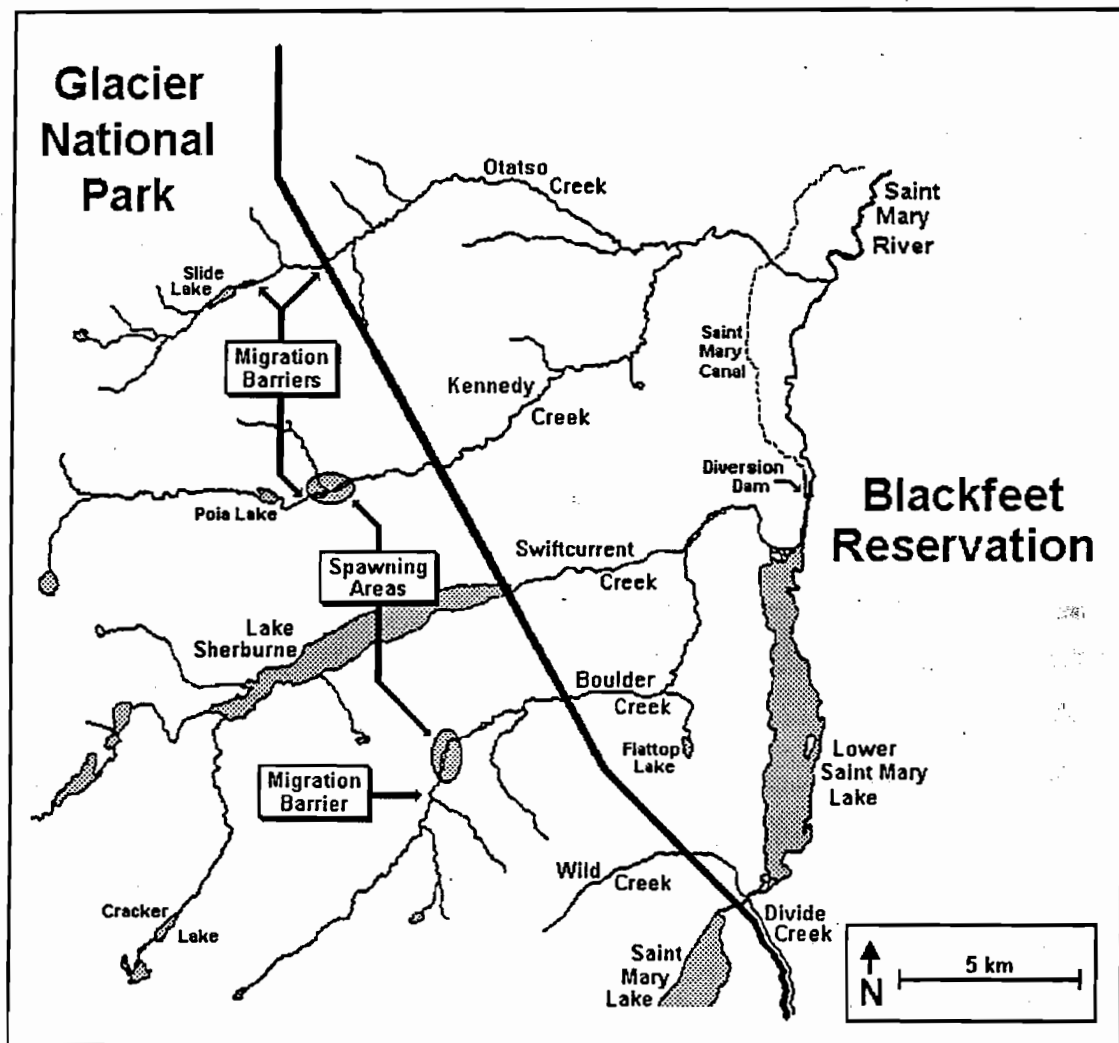 Glacier
National
Park
Otatso
Creek
Saint
Mary
River
Slide
Lake
Migration
Barriers
Saint
Mary
Canal
Kennedy
Creek
Diversion
Dam
Poia Lake
Blackfeet
Reservation
Spawning
Areas
Swiftcurrent
Creek
Lake
Sherburne
Boulder
Creek
Flattop
Lake
Lower
Saint Mary
Lake
Migration
Barrier
Wild
Creek
Cracker
Lake
Divide
Creek
Saint
Mary
Lake
N
5 km